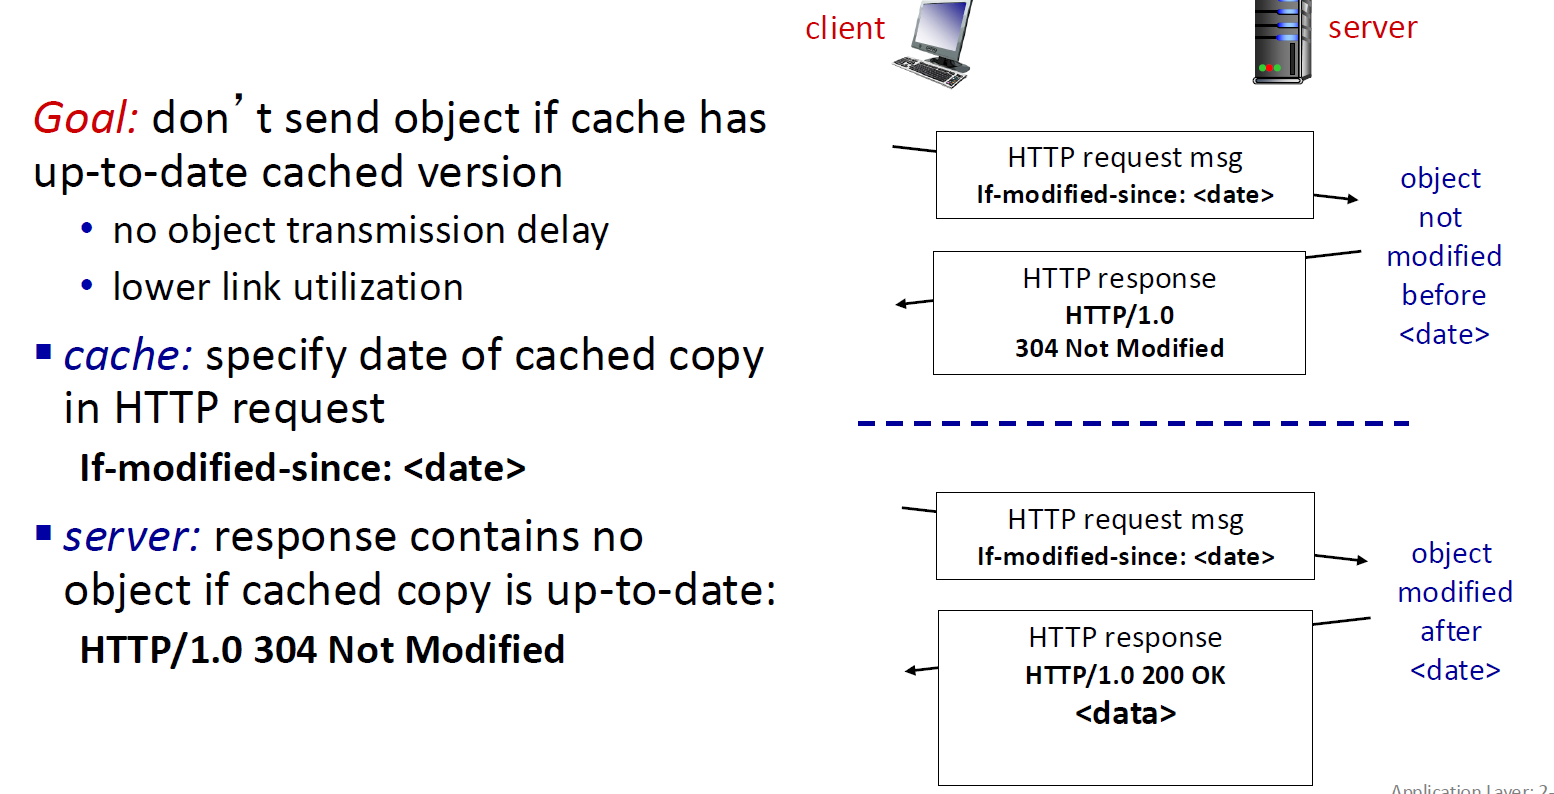 client
server
Goal: don’t send object if cache has
up-to-date cached version
• no object transmission delay
• lower link utilization
▪ cache: specify date of cached copy
in HTTP request
If-modified-since: <date>
▪ server: response contains no
object if cached copy is up-to-date:
HTTP/1.0 304 Not Modified
HTTP request msg
If-modified-since: <date>
object
not
modified
before
<date>
HTTP response
HTTP/1.0
304 Not Modified
HTTP request msg
If-modified-since: <date>
object
modified
after
<date>
HTTP response
HTTP/1.0 200 OK
<data>
Application Layer: 2-